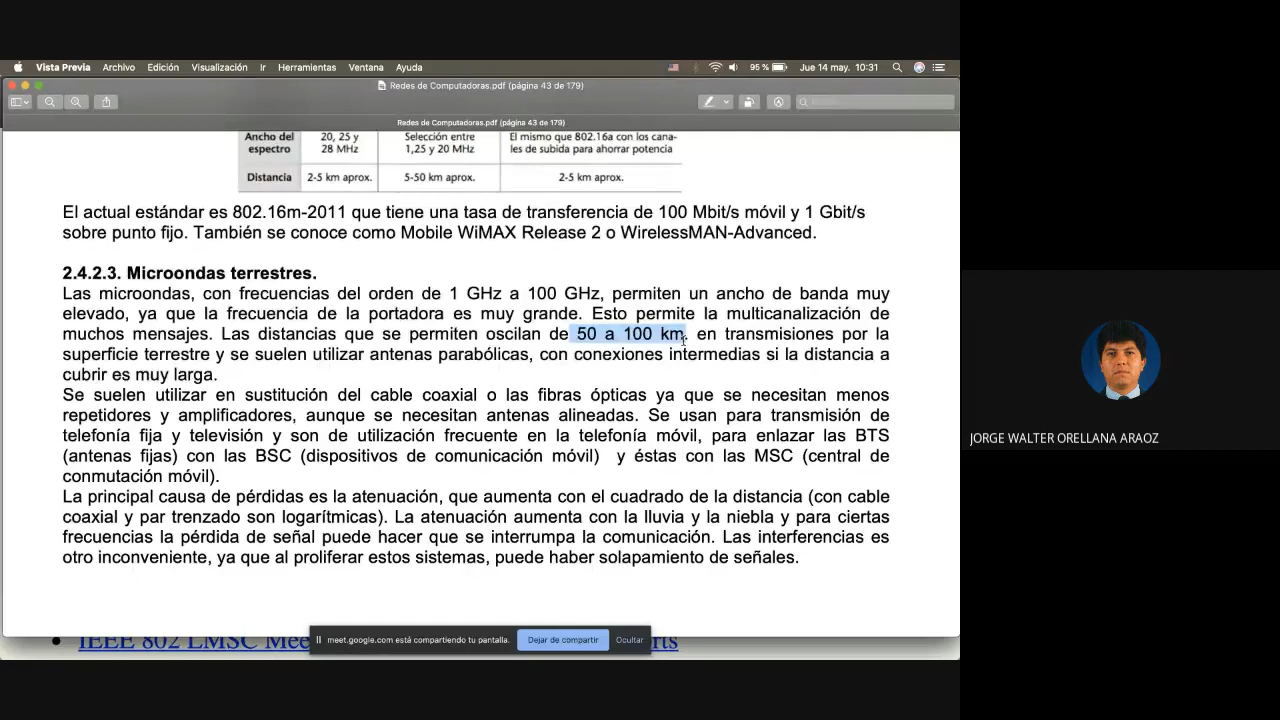 Vista Previa Archivo Edición Visualización Ir Herramientas Ventana Ayuda 95 % Jue 14 may. 10:31
Redes de Computadoras.pdf (página 43 de 179)
Redes de Computadoras.pdf (página 43 de 179)
Ancho del espectro 20, 25 y 28 MHz Selección entre 1,25 y 20 MHz El mismo que 802.16a con los cana-les de subida para ahorrar potencia
Distancia 2-5 km aprox. 5-50 km aprox. 2-5 km aprox.
El actual estándar es 802.16m-2011 que tiene una tasa de transferencia de 100 Mbit/s móvil y 1 Gbit/s
sobre punto fijo. También se conoce como Mobile WiMAX Release 2 o WirelessMAN-Advanced.
2.4.2.3. Microondas terrestres.
Las microondas, con frecuencias del orden de 1 GHz a 100 GHz, permiten un ancho de banda muy
elevado, ya que la frecuencia de la portadora es muy grande. Esto permite la multicanalización de
muchos mensajes. Las distancias que se permiten oscilan de 50 a 100 km. en transmisiones por la
superficie terrestre y se suelen utilizar antenas parabólicas, con conexiones intermedias si la distancia a
cubrir es muy larga.
Se suelen utilizar en sustitución del cable coaxial o las fibras ópticas ya que se necesitan menos
repetidores y amplificadores, aunque se necesitan antenas alineadas. Se usan para transmisión de
telefonía fija y televisión y son de utilización frecuente en la telefonía móvil, para enlazar las BTS
(antenas fijas) con las BSC (dispositivos de comunicación móvil) y éstas con las MSC (central de
conmutación móvil).
La principal causa de pérdidas es la atenuación, que aumenta con el cuadrado de la distancia (con cable
coaxial y par trenzado son logarítmicas). La atenuación aumenta con la lluvia y la niebla y para ciertas
frecuencias la pérdida de señal puede hacer que se interrumpa la comunicación. Las interferencias es
otro inconveniente, ya que al proliferar estos sistemas, puede haber solapamiento de señales.
JORGE WALTER ORELLANA ARAOZ
IEEE 802 LMSC
meet.google.com está compartiendo tu pantalla. Dejar de compartir Ocultar